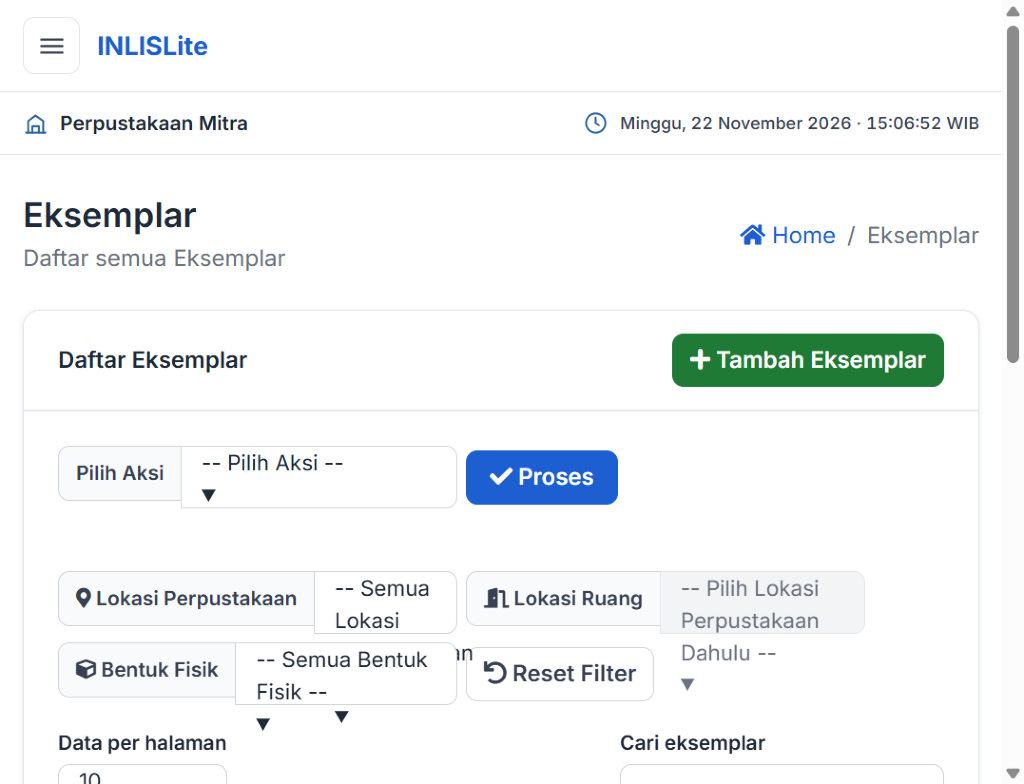 INLISLite
Perpustakaan Mitra
Minggu, 22 November 2026 · 15:06:52 WIB
Eksemplar
Daftar semua Eksemplar
Home / Eksemplar
Daftar Eksemplar
Tambah Eksemplar
Pilih Aksi
-- Pilih Aksi --
Proses
Lokasi Perpustakaan
-- Semua
Lokasi
Lokasi Ruang
-- Pilih Lokasi
Perpustakaan
Dahulu --
Bentuk Fisik
-- Semua Bentuk
Fisik --
an
Reset Filter
Data per halaman
10
Cari eksemplar